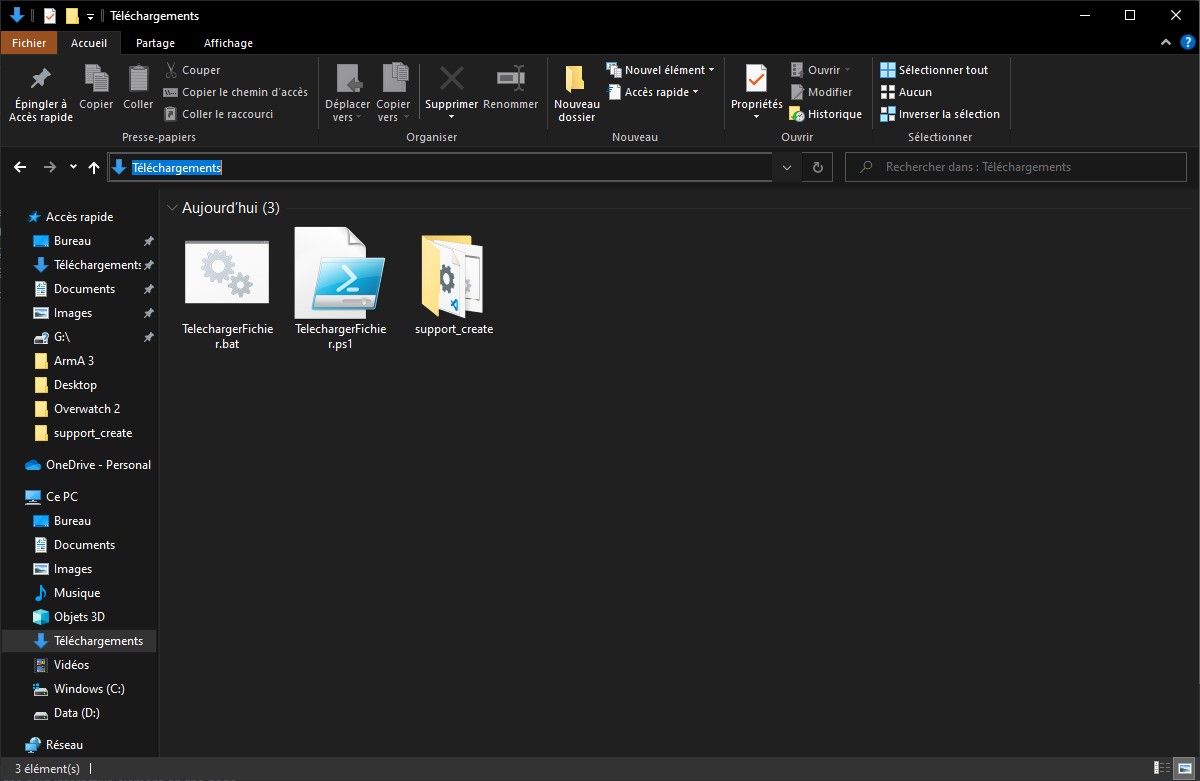 Téléchargements
Fichier
Accueil
Partage
Affichage
?
Épingler à
Accès rapide
Copier
Coller
Couper
Copier le chemin d'accès
Coller le raccourci
Presse-papiers
Déplacer
vers
Copier
vers
Supprimer
Renommer
Organiser
Nouveau
dossier
Nouvel élément
Accès rapide
Nouveau
Propriétés
Ouvrir
Modifier
Historique
Ouvrir
Sélectionner tout
Aucun
Inverser la sélection
Sélectionner
Téléchargements
Rechercher dans : Téléchargements
Accès rapide
Bureau
Téléchargements
Documents
Images
G:\
ArmA 3
Desktop
Overwatch 2
support_create
OneDrive - Personal
Ce PC
Bureau
Documents
Images
Musique
Objets 3D
Téléchargements
Vidéos
Windows (C:)
Data (D:)
Réseau
Aujourd'hui (3)
TelechargerFichie
r.bat
TelechargerFichie
r.ps1
support_create
3 élément(s)